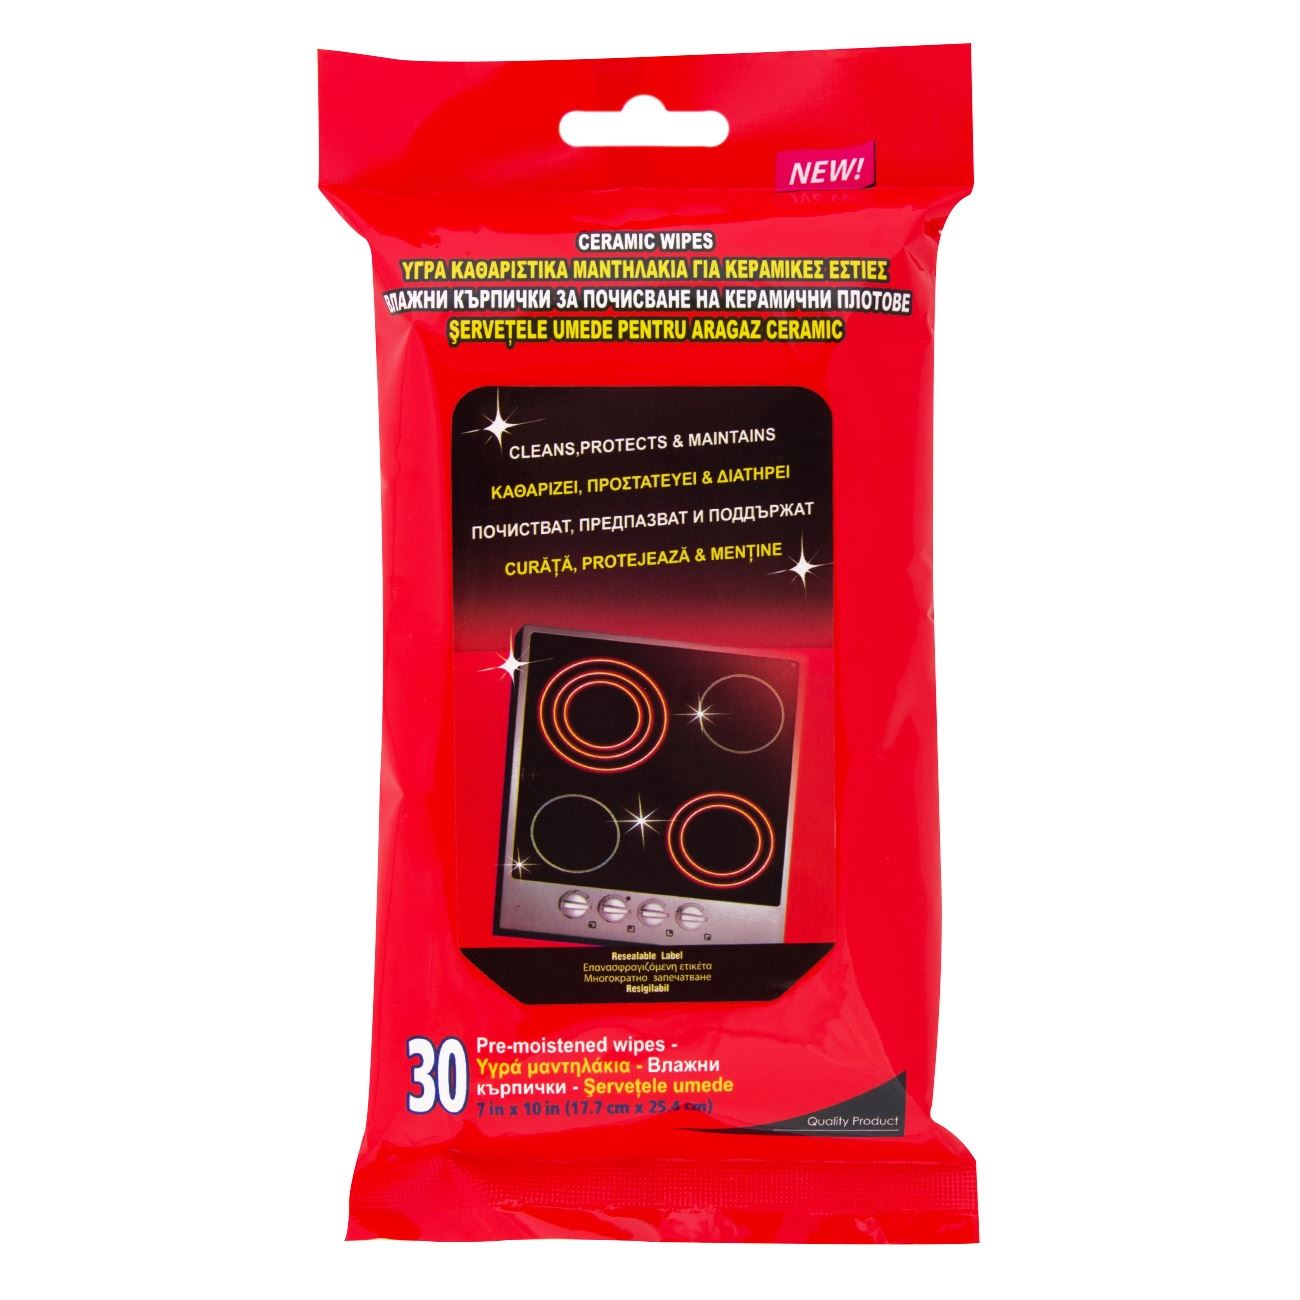 NEW!
CERAMIC WIPES
ΥΓΡΑ ΚΑΘΑΡΙΣΤΙΚΑ ΜΑΝΤΗΛΑΚΙΑ ΓΙΑ ΚΕΡΑΜΙΚΕΣ ΕΣΤΙΕΣ
ВЛАЖНИ КЪРПИЧКИ ЗА ПОЧИСВАНЕ НА КЕРАМИЧНИ ПЛОТОВЕ
ŞERVEȚELE UMEDE PENTRU ARAGAZ CERAMIC
CLEANS,PROTECTS & MAINTAINS
ΚΑΘΑΡΙΖΕΙ, ΠΡΟΣΤΑΤΕΥΕΙ & ΔΙΑΤΗΡΕΙ
ПОЧИСТВАТ, ПРЕДПАЗВАТ И ПОДДЪРЖАТ
CURĂȚĂ, PROTEJEAZĂ & MENȚINE
Resealable Label
Επανασφραγιζόμενη ετικέτα
Многократно запечатване
Resigilabil
30
Pre-moistened wipes -
Υγρά μαντηλάκια - Влажни
кърпички - Şervețele umede
7 in x 10 in (17.7 cm x 25.4 cm)
Quality Product